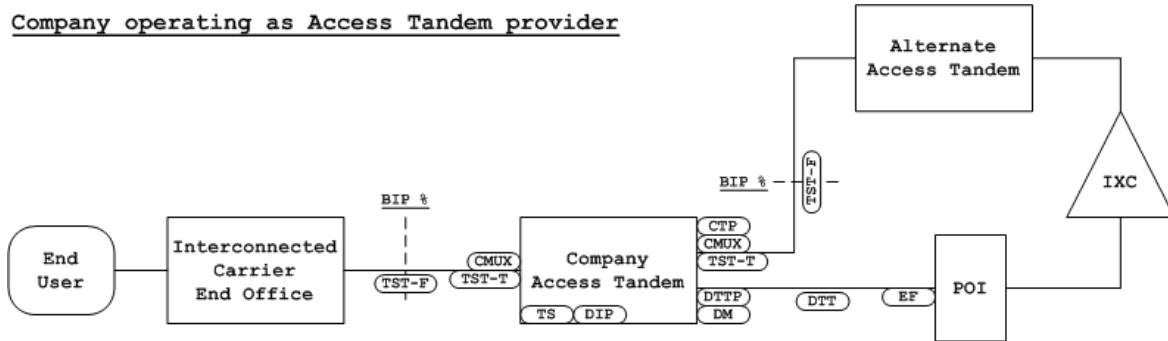 Company operating as Access Tandem provider
Alternate
Access Tandem
IXC
BIP %
TST-F
BIP %
End
User
Interconnected
Carrier
End Office
TST-F
CMUX
TST-T
Company
Access Tandem
TS
DIP
CTP
CMUX
TST-T
DTTP
DM
DTT
EF
POI